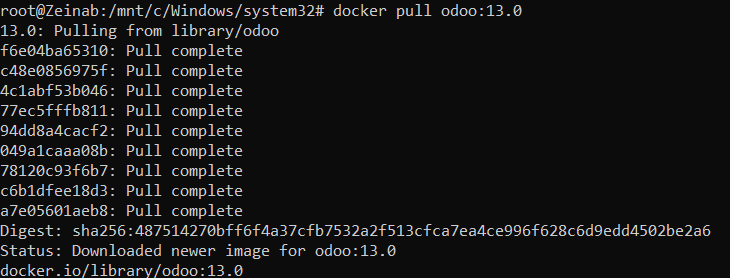 root@Zeinab:/mnt/c/Windows/system32# docker pull odoo:13.0
13.0: Pulling from library/odoo
f6e04ba65310: Pull complete
c48e0856975f: Pull complete
4c1abf53b046: Pull complete
77ec5fffb811: Pull complete
94dd8a4cacf2: Pull complete
049a1caaa08b: Pull complete
78120c93f6b7: Pull complete
c6b1dfee18d3: Pull complete
a7e05601aeb8: Pull complete
Digest: sha256:487514270bff6f4a37cfb7532a2f513cfca7ea4ce996f628c6d9edd4502be2a6
Status: Downloaded newer image for odoo:13.0
docker.io/library/odoo:13.0